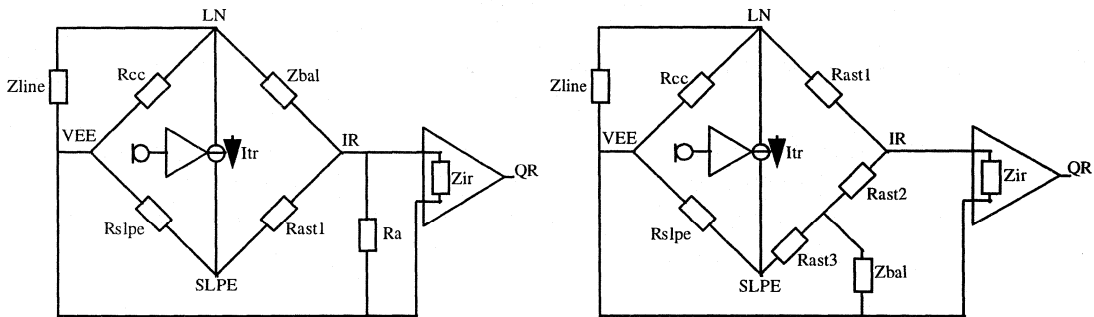 LN
Rcc
Zbal
Zline
VEE
Itr
IR
Zir
QR
Rslpe
Rast1
Ra
SLPE
LN
Rcc
Rast1
Zline
VEE
Itr
IR
Zir
QR
Rast2
Rslpe
Rast3
Zbal
SLPE